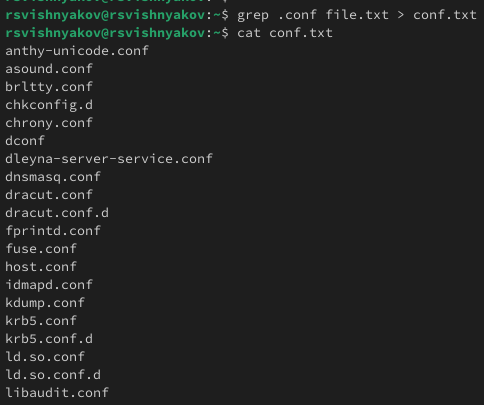 rsvishnyakov@rsvishnyakov:~$ grep .conf file.txt > conf.txt
rsvishnyakov@rsvishnyakov:~$ cat conf.txt
anthy-unicode.conf
asound.conf
brltty.conf
chkconfig.d
chrony.conf
dconf
dleyna-server-service.conf
dnsmasq.conf
dracut.conf
dracut.conf.d
fprintd.conf
fuse.conf
host.conf
idmapd.conf
kdump.conf
krb5.conf
krb5.conf.d
ld.so.conf
ld.so.conf.d
libaudit.conf